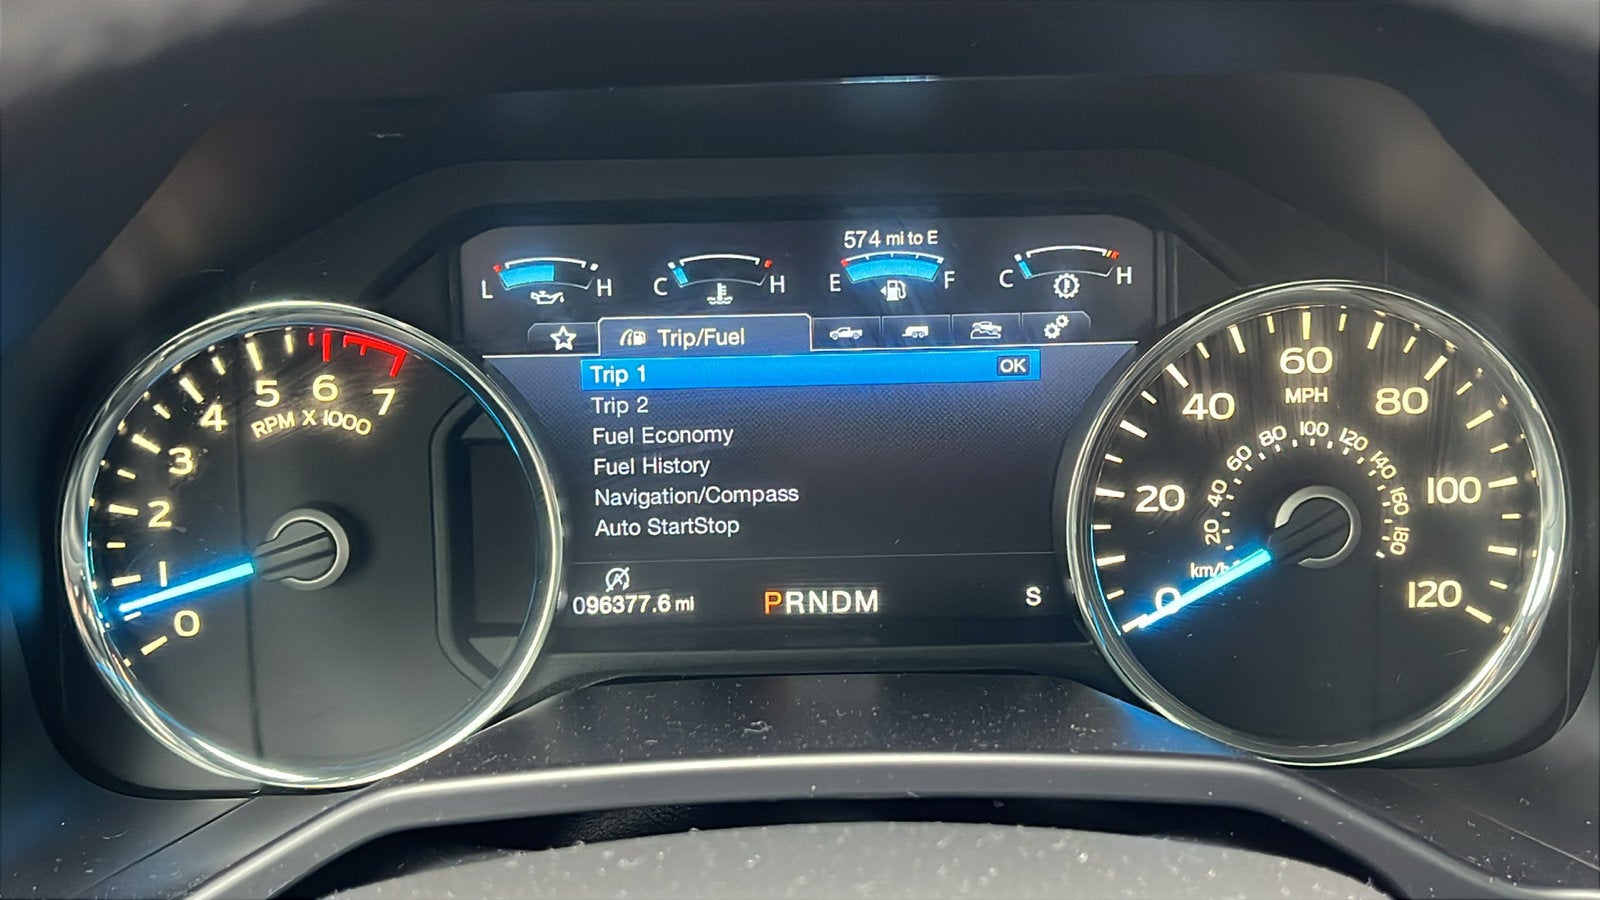 574 mi to E
L H
C H
E F
C H
Trip/Fuel
Trip 1 OK
Trip 2
Fuel Economy
Fuel History
Navigation/Compass
Auto StartStop
096377.6 mi
PRNDM
S
0 1 2 3 4 5 6 7
RPM X 1000
0 20 40 60 80 100 120
MPH
20 40 60 80 100 120 140 160 180
km/h